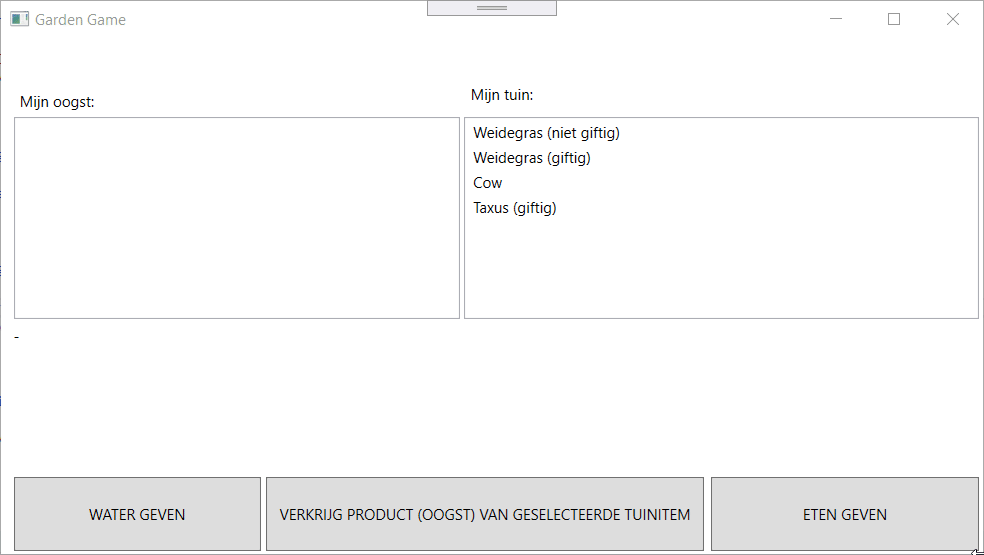 Garden Game
Mijn oogst:
Mijn tuin:
Weidegras (niet giftig)
Weidegras (giftig)
Cow
Taxus (giftig)
-
WATER GEVEN
VERKRIJG PRODUCT (OOGST) VAN GESELECTEERDE TUINITEM
ETEN GEVEN